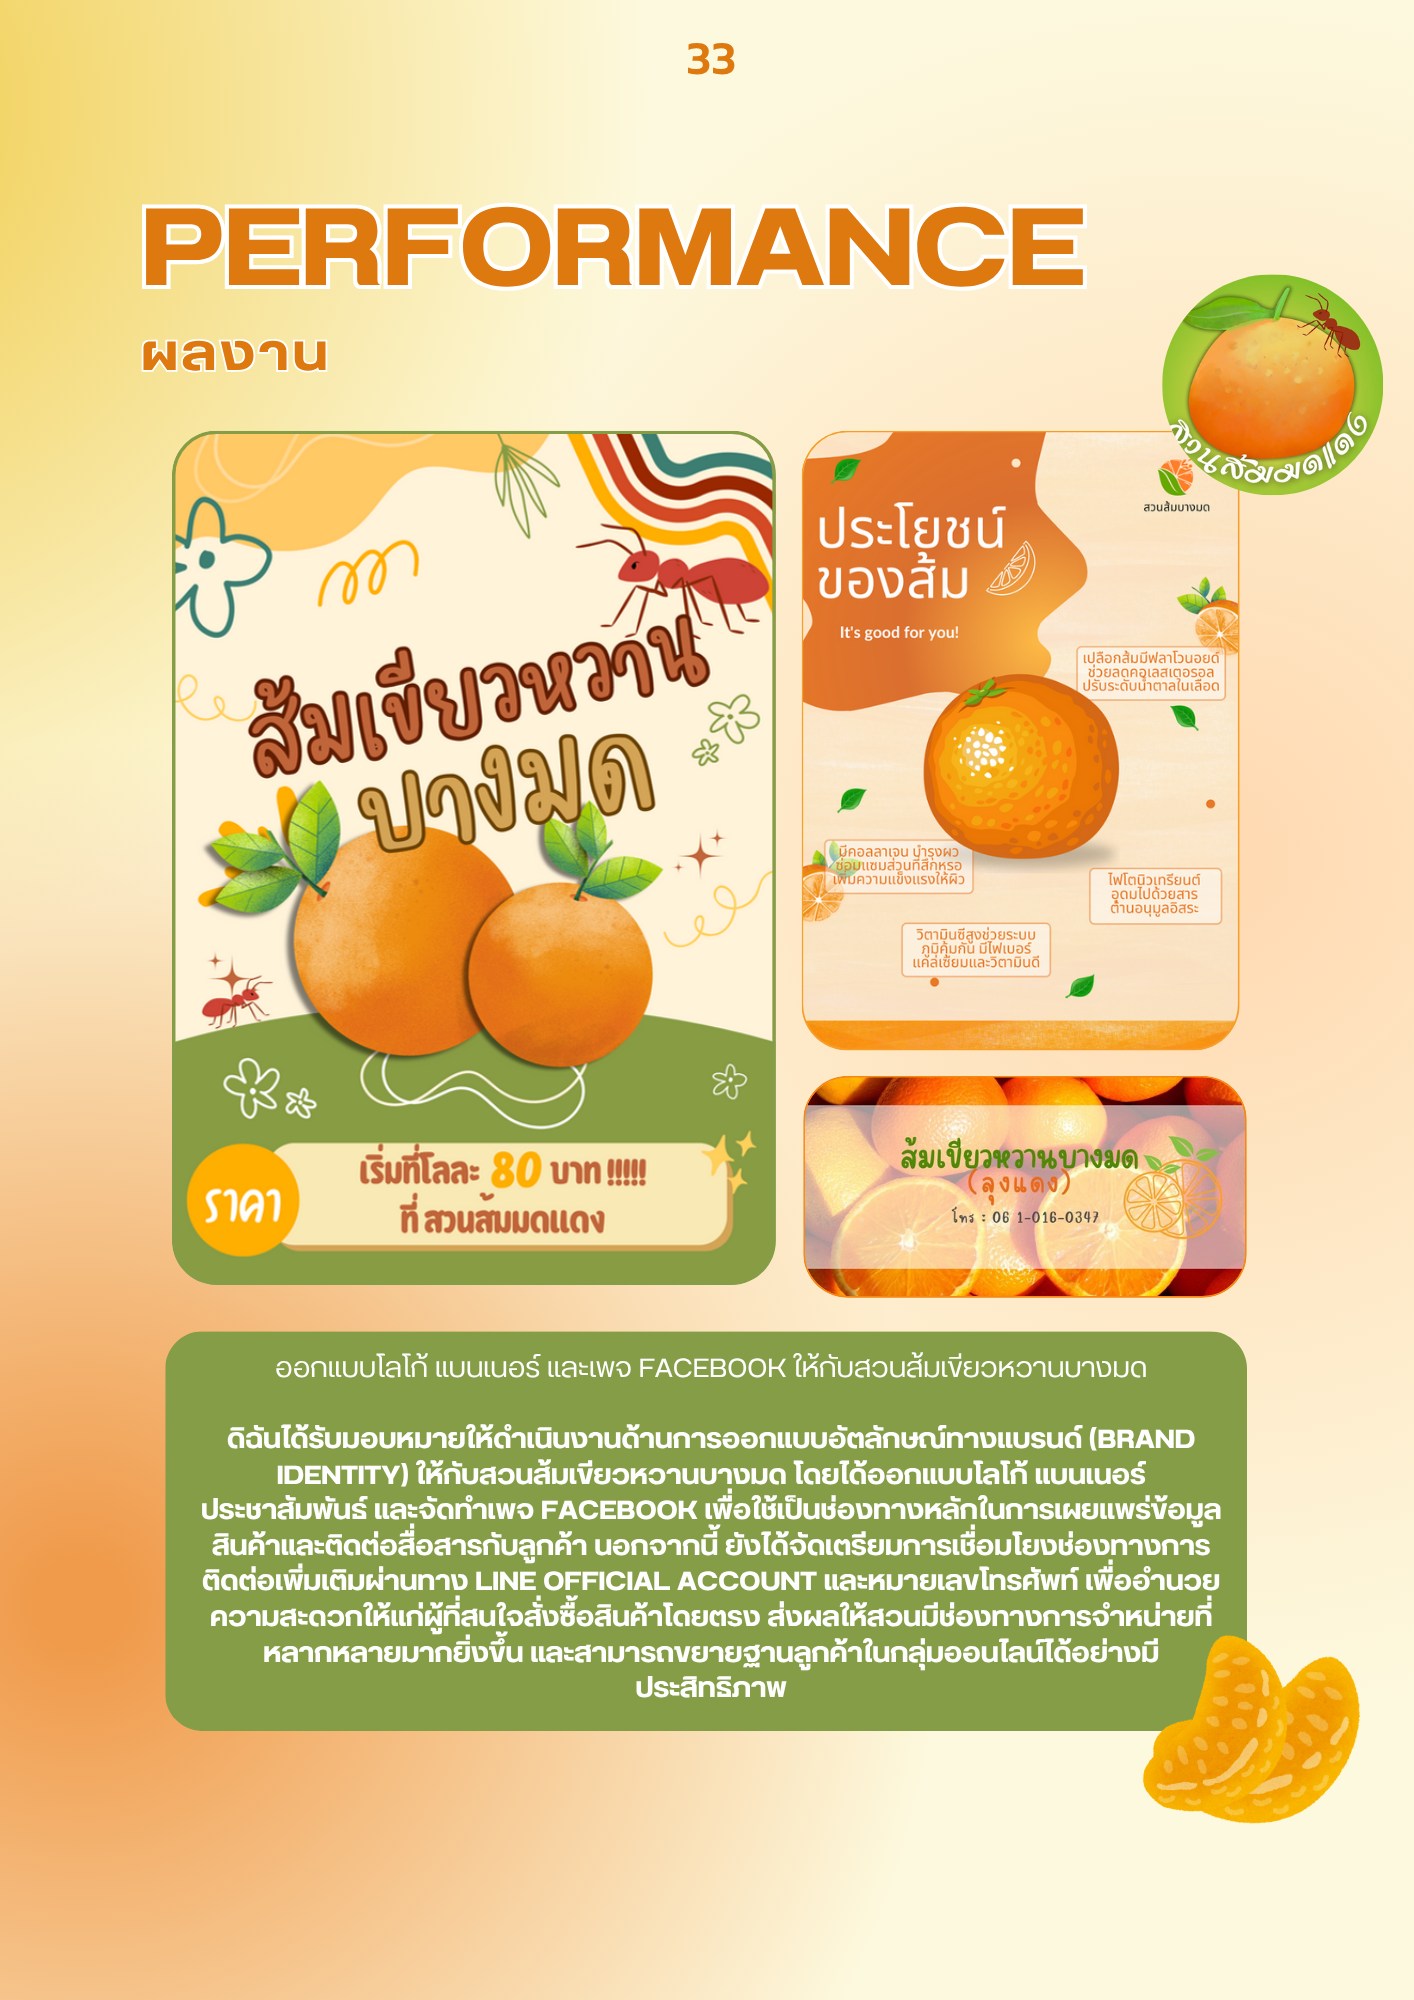 33
PERFORMANCE
ผลงาน
สวนส้มมดแดง
ส้มเขียวหวาน
บางมด
ราคา
เริ่มที่โลละ 80 บาท !!!!!
ที่ สวนส้มมดแดง
สวนส้มบางมด
ประโยชน์
ของส้ม
It's good for you!
เปลือกส้มมีฟลาโวนอยด์
ช่วยลดคอเลสเตอรอล
ปรับระดับน้ำตาลในเลือด
มีคอลลาเจน บำรุงผิว
ซ่อมแซมส่วนที่สึกหรอ
เพิ่มความแข็งแรงให้ผิว
ไฟโตนิวเทรียนต์
อุดมไปด้วยสาร
ต้านอนุมูลอิสระ
วิตามินซีสูงช่วยระบบ
ภูมิคุ้มกัน มีไฟเบอร์
แคลเซียมและวิตามินดี
ส้มเขียวหวานบางมด
(ลุงแดง)
โทร : 06 1-016-0347
ออกแบบโลโก้ แบนเนอร์ และเพจ FACEBOOK ให้กับสวนส้มเขียวหวานบางมด
ดิฉันได้รับมอบหมายให้ดำเนินงานด้านการออกแบบอัตลักษณ์ทางแบรนด์ (BRAND
IDENTITY) ให้กับสวนส้มเขียวหวานบางมด โดยได้ออกแบบโลโก้ แบนเนอร์
ประชาสัมพันธ์ และจัดทำเพจ FACEBOOK เพื่อใช้เป็นช่องทางหลักในการเผยแพร่ข้อมูล
สินค้าและติดต่อสื่อสารกับลูกค้า นอกจากนี้ ยังได้จัดเตรียมการเชื่อมโยงช่องทางการ
ติดต่อเพิ่มเติมผ่านทาง LINE OFFICIAL ACCOUNT และหมายเลขโทรศัพท์ เพื่ออำนวย
ความสะดวกให้แก่ผู้ที่สนใจสั่งซื้อสินค้าโดยตรง ส่งผลให้สวนมีช่องทางการจำหน่ายที่
หลากหลายมากยิ่งขึ้น และสามารถขยายฐานลูกค้าในกลุ่มออนไลน์ได้อย่างมี
ประสิทธิภาพ